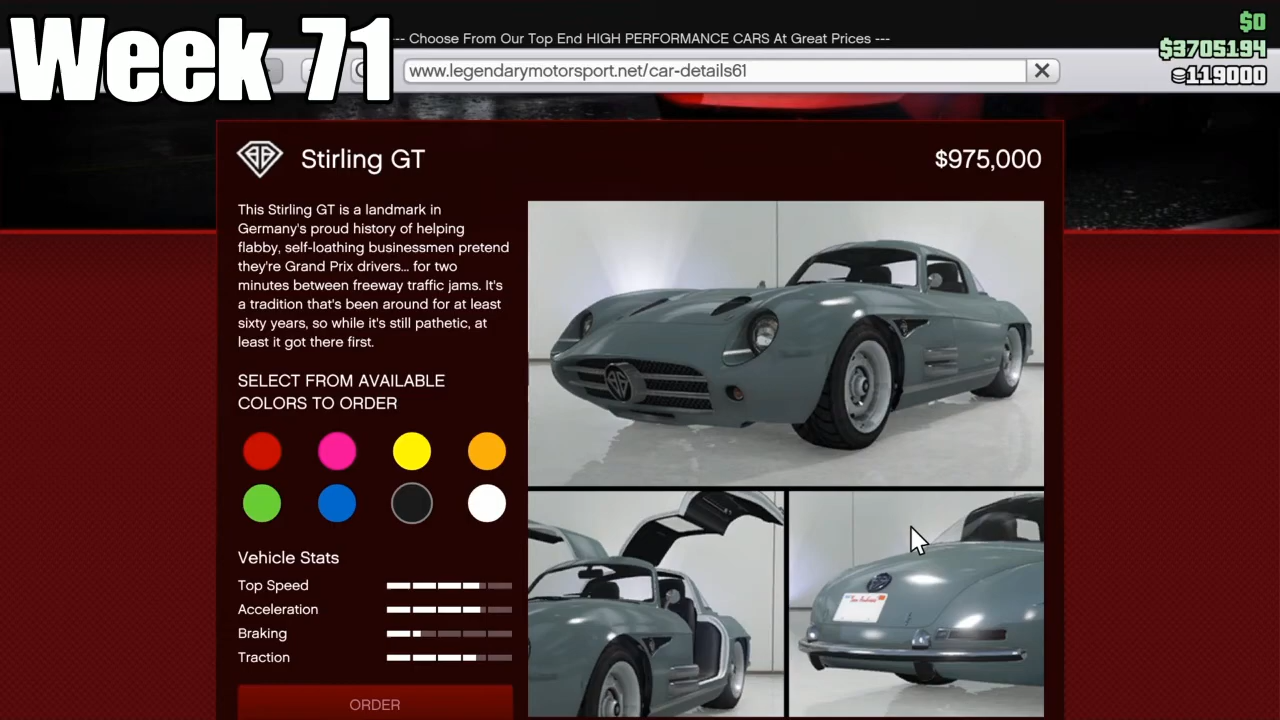 Week 71
--- Choose From Our Top End HIGH PERFORMANCE CARS At Great Prices ---
$0
$3705194
119000
www.legendarymotorsport.net/car-details61
Stirling GT
$975,000
This Stirling GT is a landmark in
Germany's proud history of helping
flabby, self-loathing businessmen pretend
they're Grand Prix drivers... for two
minutes between freeway traffic jams. It's
a tradition that's been around for at least
sixty years, so while it's still pathetic, at
least it got there first.
SELECT FROM AVAILABLE
COLORS TO ORDER
Vehicle Stats
Top Speed
Acceleration
Braking
Traction
ORDER